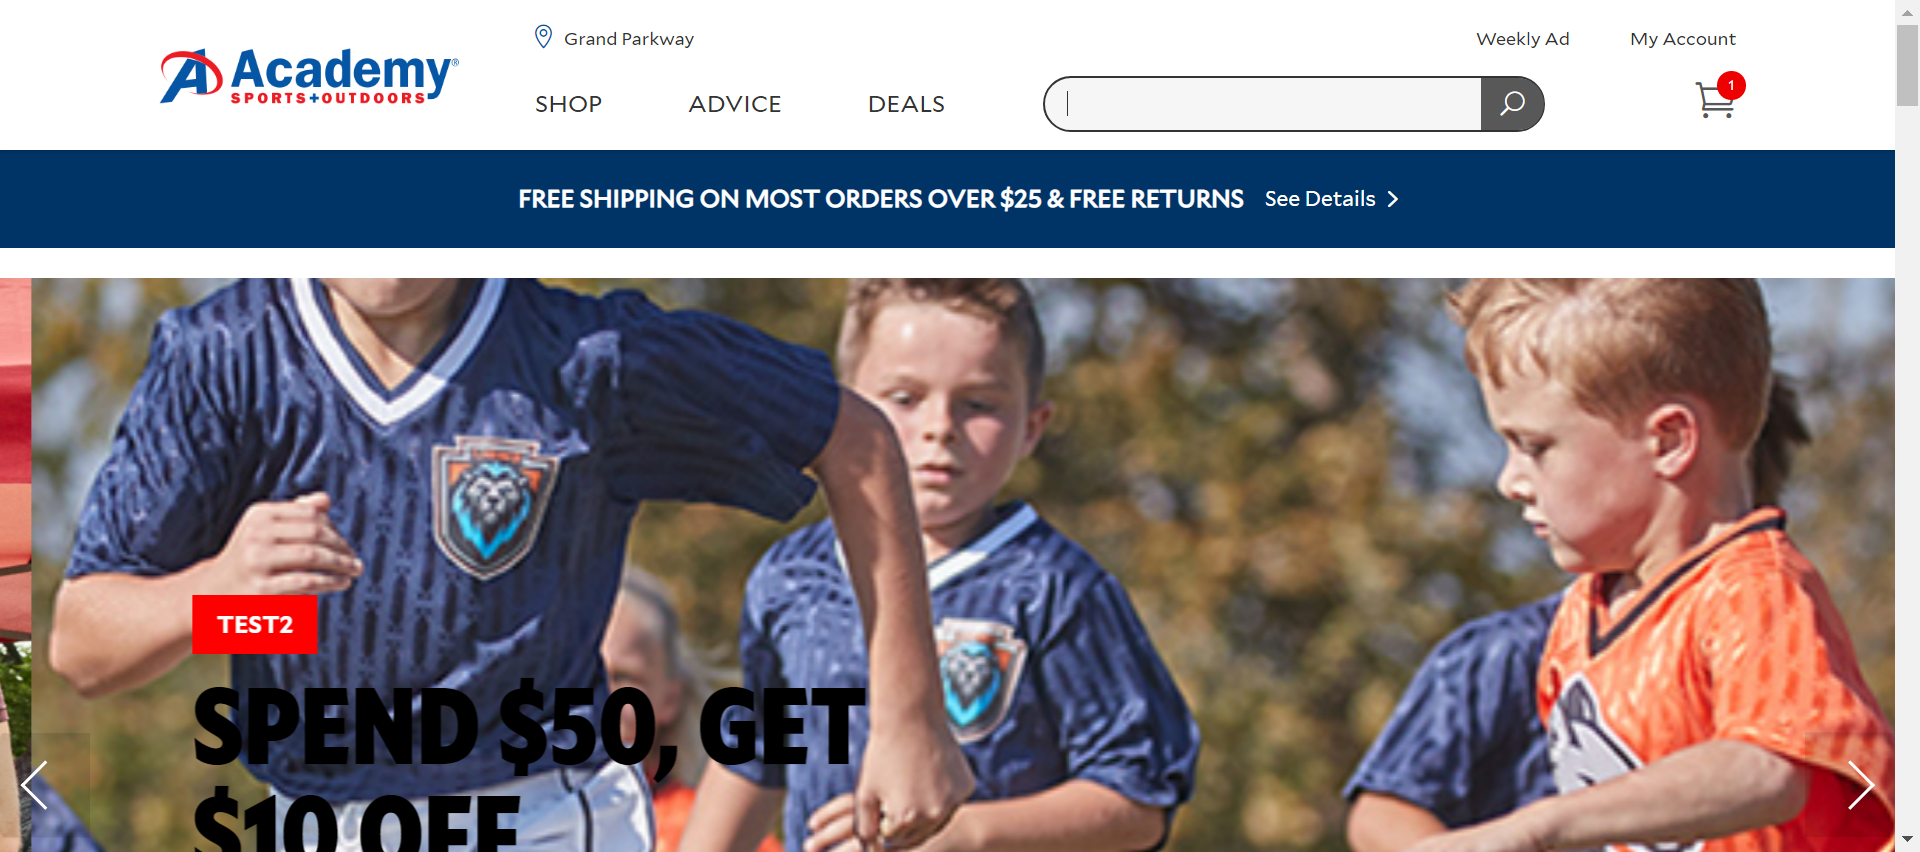 Grand Parkway
Weekly Ad
My Account
Academy®
SPORTS+OUTDOORS
SHOP
ADVICE
DEALS
1
FREE SHIPPING ON MOST ORDERS OVER $25 & FREE RETURNS See Details
TEST2
SPEND $50, GET
$10 OFF